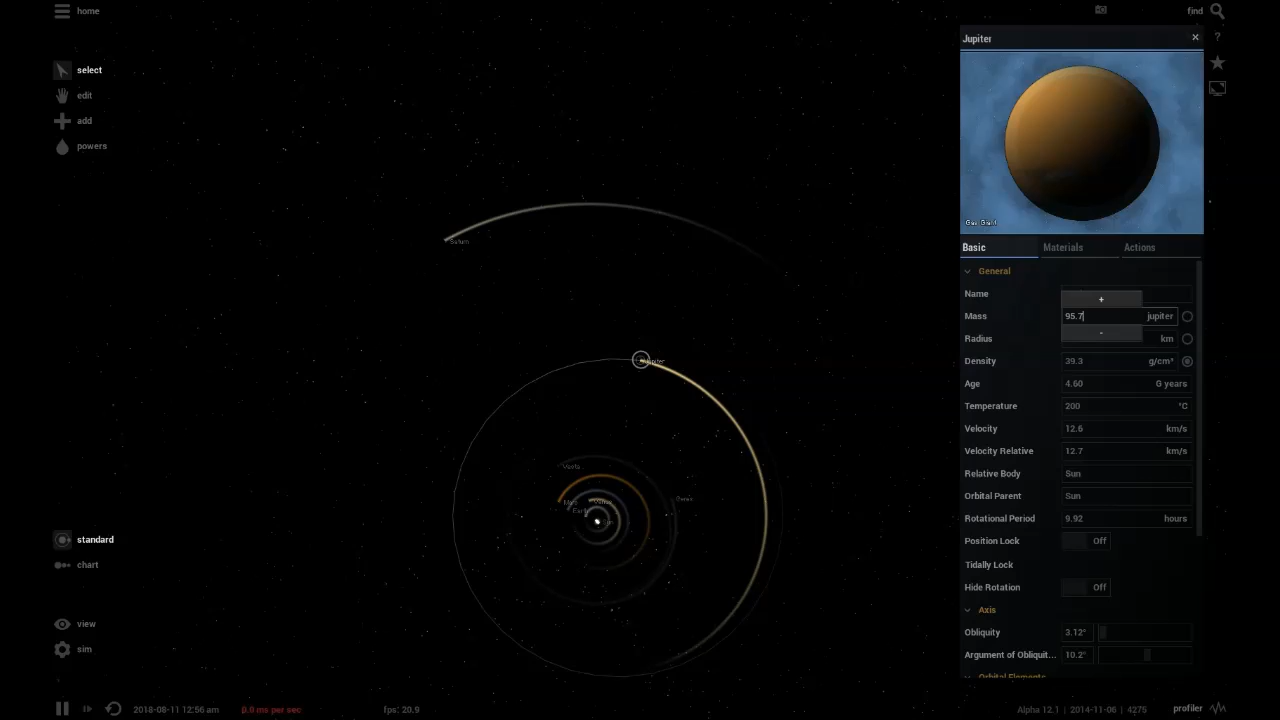 home
find
Jupiter
×
?
select
edit
add
powers
Gas Giant
Basic Materials Actions
General
Name
+
Mass 95.7 jupiter
-
Radius km
Density 39.3 g/cm³
Age 4.60 G years
Temperature 200 °C
Velocity 12.6 km/s
Velocity Relative 12.7 km/s
Relative Body Sun
Orbital Parent Sun
Rotational Period 9.92 hours
Position Lock Off
Tidally Lock
Hide Rotation Off
Axis
Obliquity 3.12°
Argument of Obliquit... 10.2°
Orbital Elements
Saturn
Jupiter
Vesta
Mars
Venus
Ceres
Earth
Sun
standard
chart
view
sim
2018-08-11 12:56 am
0.0 ms per sec
fps: 20.9
Alpha 12.1 | 2014-11-06 | 4275
profiler